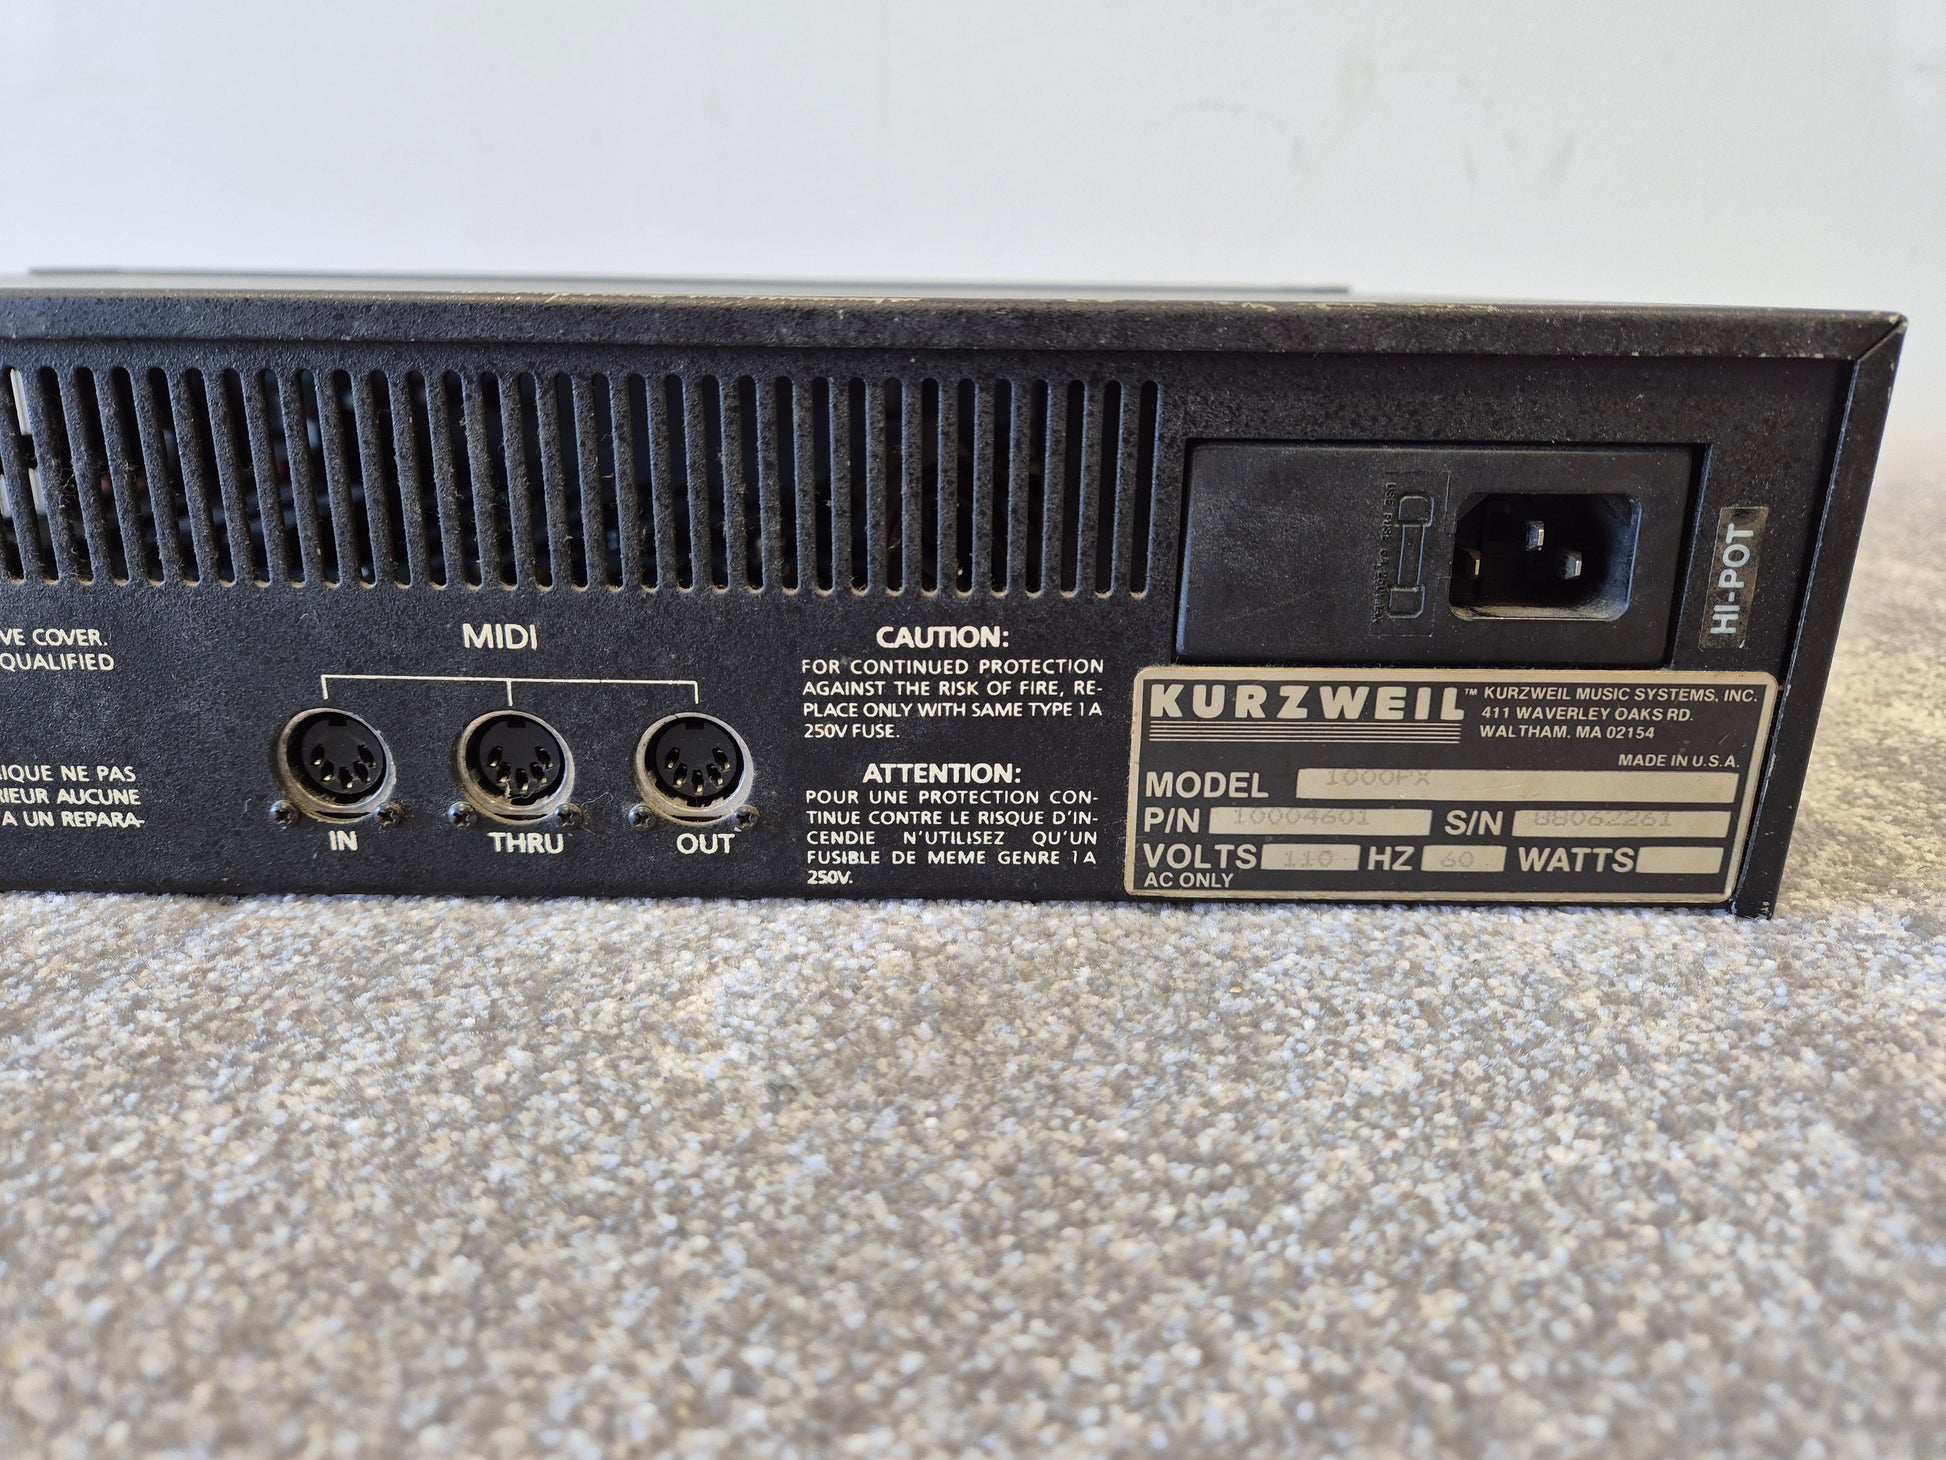 VE COVER.
QUALIFIED
IQUE NE PAS
RIEUR AUCUNE
A UN REPARA-
MIDI
IN
THRU
OUT
CAUTION:
FOR CONTINUED PROTECTION
AGAINST THE RISK OF FIRE, RE-
PLACE ONLY WITH SAME TYPE 1A
250V FUSE.
ATTENTION:
POUR UNE PROTECTION CON-
TINUE CONTRE LE RISQUE D'IN-
CENDIE N'UTILISEZ QU'UN
FUSIBLE DE MEME GENRE 1A
250V.
HI-POT
KURZWEIL™
KURZWEIL MUSIC SYSTEMS, INC.
411 WAVERLEY OAKS RD.
WALTHAM, MA 02154
MADE IN U.S.A.
MODEL 1000PX
P/N 10004601 S/N 88062261
VOLTS 110 HZ 60 WATTS
AC ONLY